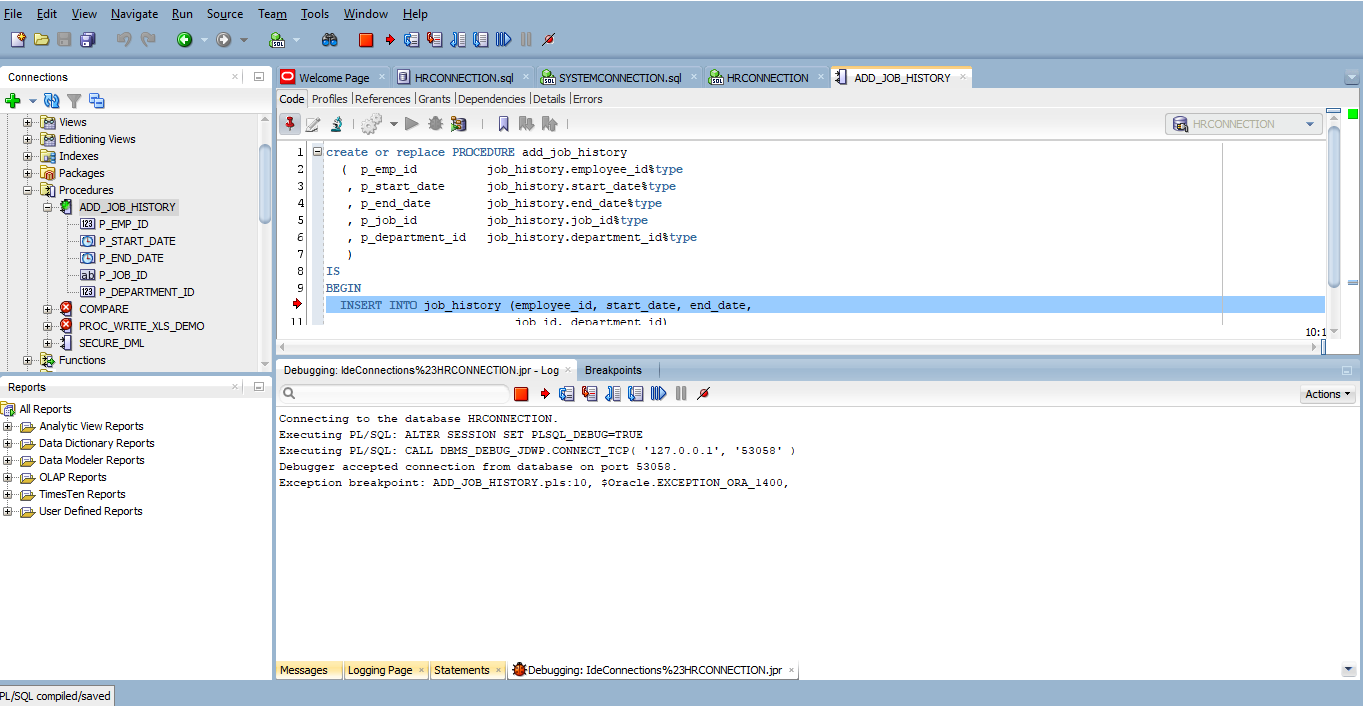 File Edit View Navigate Run Source Team Tools Window Help
Connections
Views
Editioning Views
Indexes
Packages
Procedures
ADD_JOB_HISTORY
P_EMP_ID
P_START_DATE
P_END_DATE
P_JOB_ID
P_DEPARTMENT_ID
COMPARE
PROC_WRITE_XLS_DEMO
SECURE_DML
Functions
Reports
All Reports
Analytic View Reports
Data Dictionary Reports
Data Modeler Reports
OLAP Reports
TimesTen Reports
User Defined Reports
Welcome Page HRCONNECTION.sql SYSTEMCONNECTION.sql HRCONNECTION ADD_JOB_HISTORY
Code Profiles References Grants Dependencies Details Errors
HRCONNECTION
1 create or replace PROCEDURE add_job_history
2 ( p_emp_id job_history.employee_id%type
3 , p_start_date job_history.start_date%type
4 , p_end_date job_history.end_date%type
5 , p_job_id job_history.job_id%type
6 , p_department_id job_history.department_id%type
7 )
8 IS
9 BEGIN
INSERT INTO job_history (employee_id, start_date, end_date,
11 job_id, department_id)
10:1
Debugging: IdeConnections%23HRCONNECTION.jpr - Log Breakpoints
Actions
Connecting to the database HRCONNECTION.
Executing PL/SQL: ALTER SESSION SET PLSQL_DEBUG=TRUE
Executing PL/SQL: CALL DBMS_DEBUG_JDWP.CONNECT_TCP( '127.0.0.1', '53058' )
Debugger accepted connection from database on port 53058.
Exception breakpoint: ADD_JOB_HISTORY.pls:10, $Oracle.EXCEPTION_ORA_1400,
Messages Logging Page Statements Debugging: IdeConnections%23HRCONNECTION.jpr
PL/SQL compiled/saved